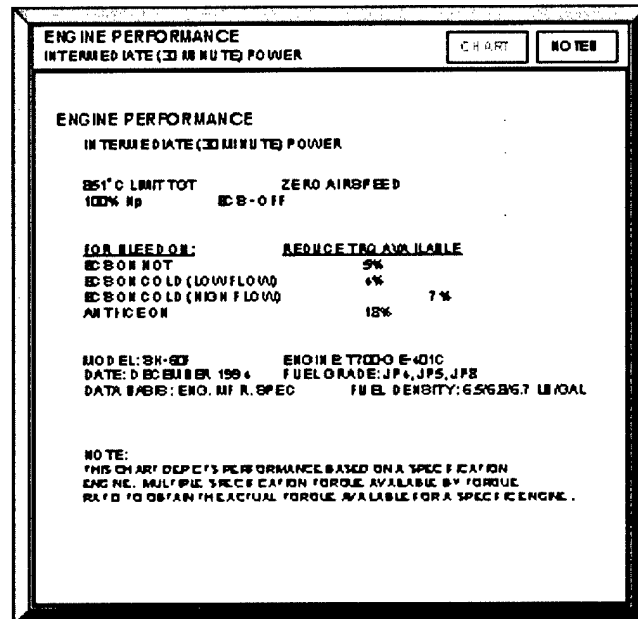 ENGINE PERFORMANCE
INTERMEDIATE (30 MINUTE) POWER
CHART NOTES
ENGINE PERFORMANCE
INTERMEDIATE (30 MINUTE) POWER
851°C LIMIT TOT ZERO AIRSPEED
100% Np ECS-OFF
FOR BLEED ON: REDUCE TRQ AVAILABLE
ECS ON HOT 5%
ECS ON COLD (LOW FLOW) 4%
ECS ON COLD (HIGH FLOW) 7%
ANTI-ICE ON 18%
MODEL: SH-60F ENGINE: T700-GE-401C
DATE: DECEMBER 1994 FUEL GRADE: JP4, JP5, JP8
DATA BASIS: ENG. MFR. SPEC FUEL DENSITY: 6.5/6.8/6.7 LB/GAL
NOTE:
THIS CHART DEPICTS PERFORMANCE BASED ON A SPECIFICATION
ENGINE. MULTIPLE SPECIFICATION TORQUE AVAILABLE BY TORQUE
RATIO TO OBTAIN THE ACTUAL TORQUE AVAILABLE FOR A SPECIFIC ENGINE.